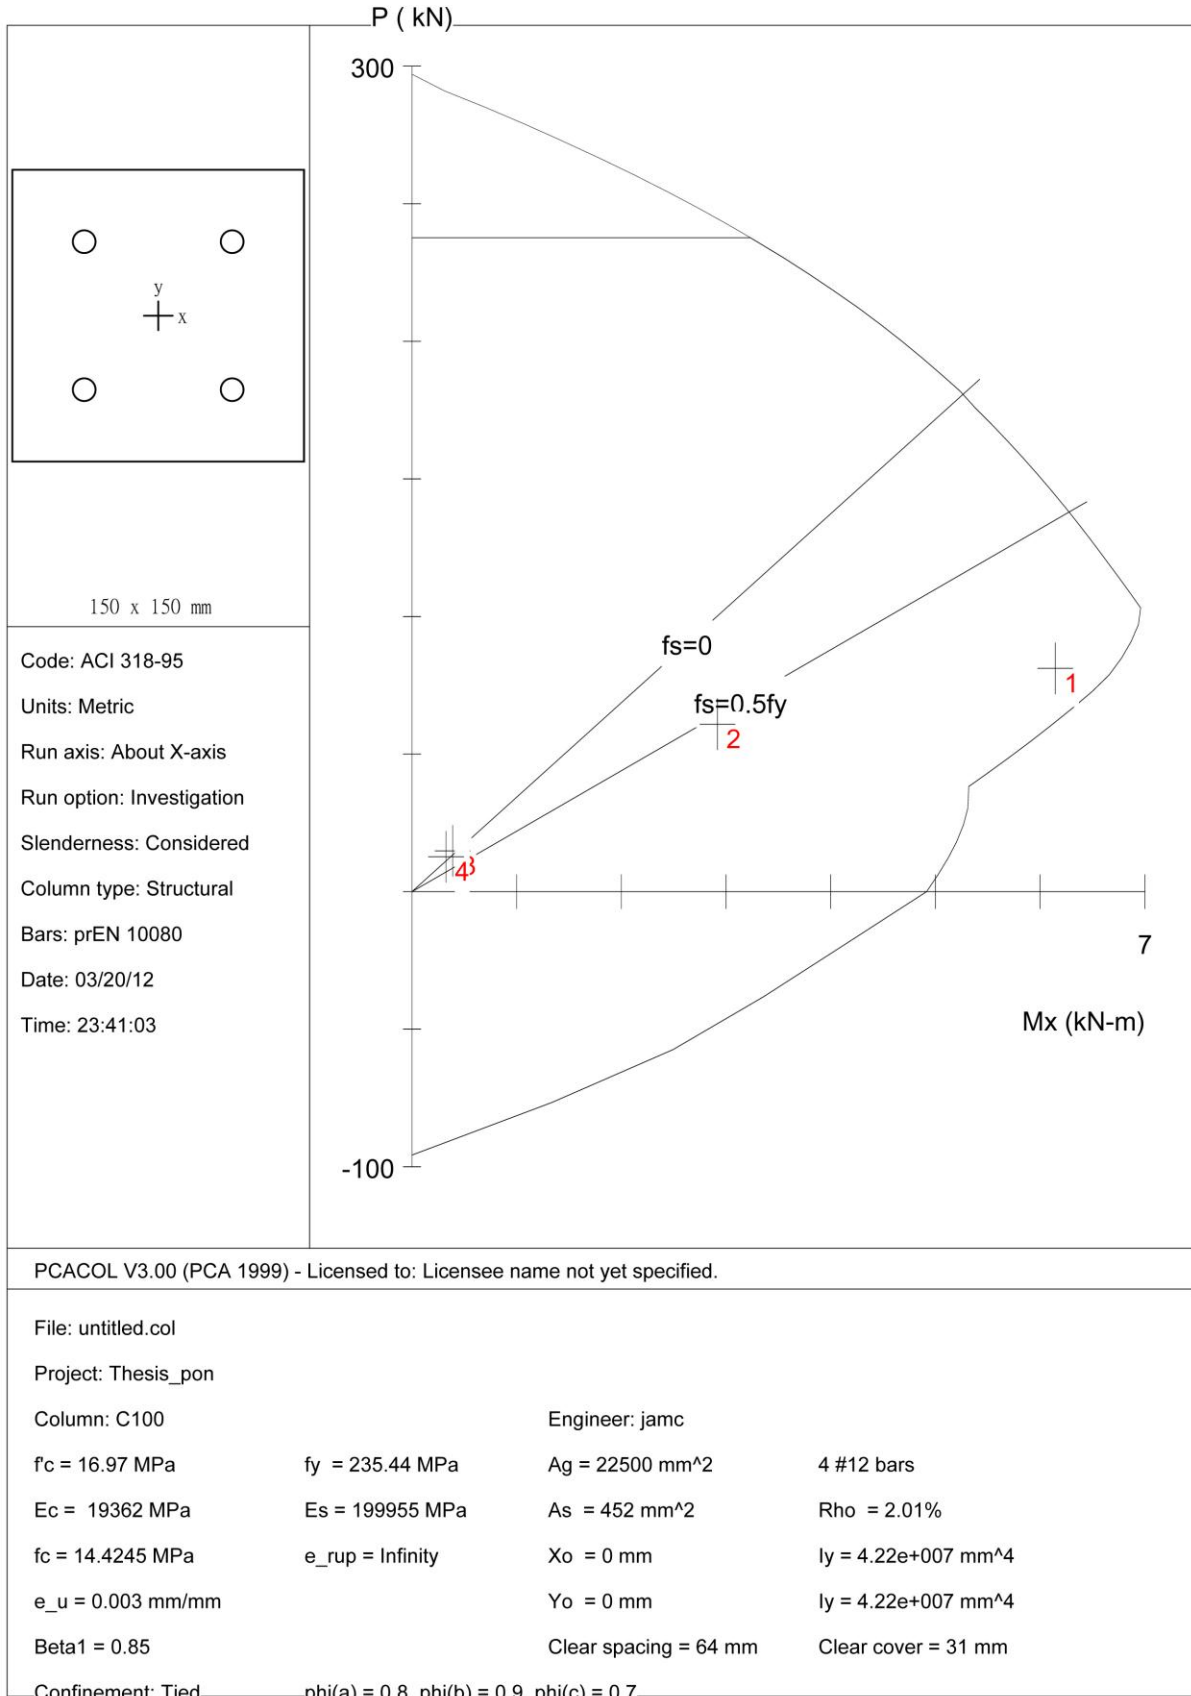 P ( kN)
300
y
x
150 x 150 mm
fs=0
fs=0.5fy
1
2
3
4
7
Mx (kN-m)
-100
Code: ACI 318-95
Units: Metric
Run axis: About X-axis
Run option: Investigation
Slenderness: Considered
Column type: Structural
Bars: prEN 10080
Date: 03/20/12
Time: 23:41:03
PCACOL V3.00 (PCA 1999) - Licensed to: Licensee name not yet specified.
File: untitled.col
Project: Thesis_pon
Column: C100 Engineer: jamc
f'c = 16.97 MPa fy = 235.44 MPa Ag = 22500 mm^2 4 #12 bars
Ec = 19362 MPa Es = 199955 MPa As = 452 mm^2 Rho = 2.01%
fc = 14.4245 MPa e_rup = Infinity Xo = 0 mm Iy = 4.22e+007 mm^4
e_u = 0.003 mm/mm Yo = 0 mm Iy = 4.22e+007 mm^4
Beta1 = 0.85 Clear spacing = 64 mm Clear cover = 31 mm
Confinement: Tied phi(a) = 0.8, phi(b) = 0.9, phi(c) = 0.7